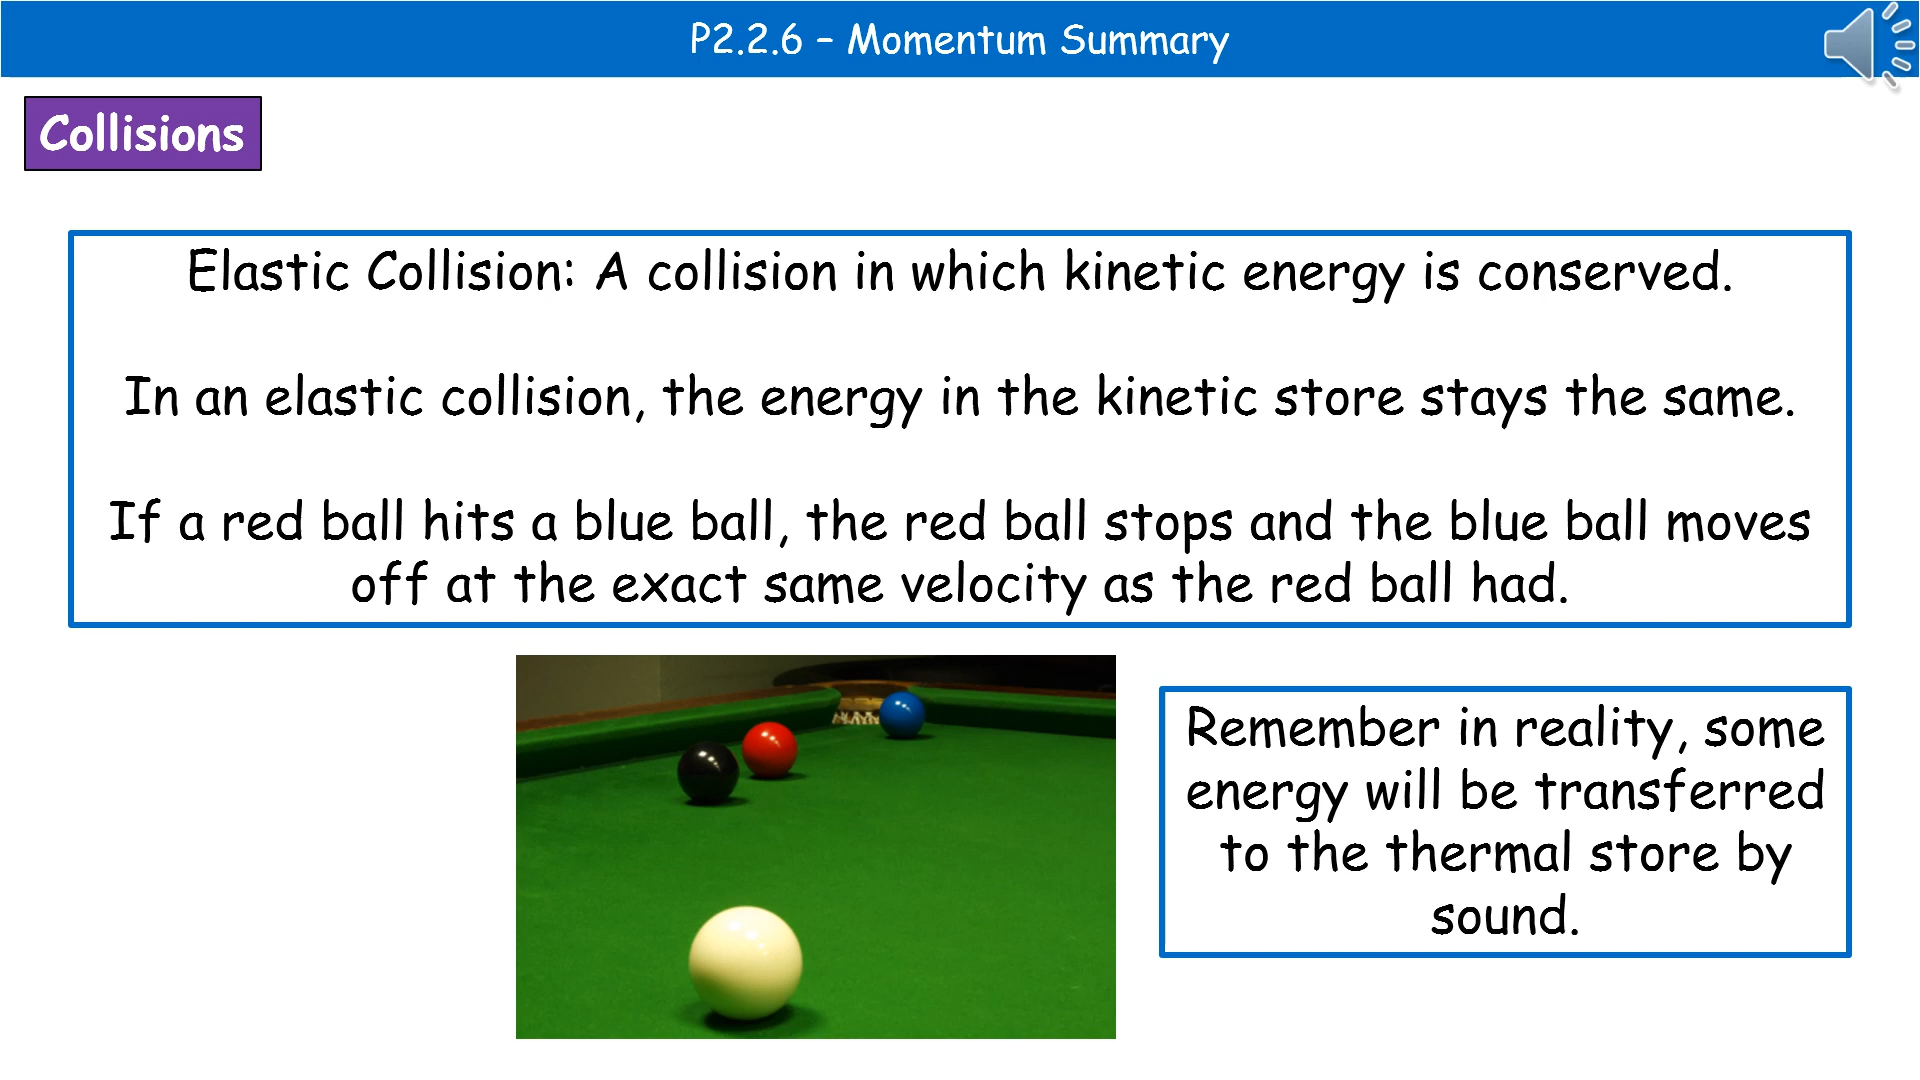 P2.2.6 – Momentum Summary
Collisions
Elastic Collision: A collision in which kinetic energy is conserved.
In an elastic collision, the energy in the kinetic store stays the same.
If a red ball hits a blue ball, the red ball stops and the blue ball moves
off at the exact same velocity as the red ball had.
Remember in reality, some
energy will be transferred
to the thermal store by
sound.